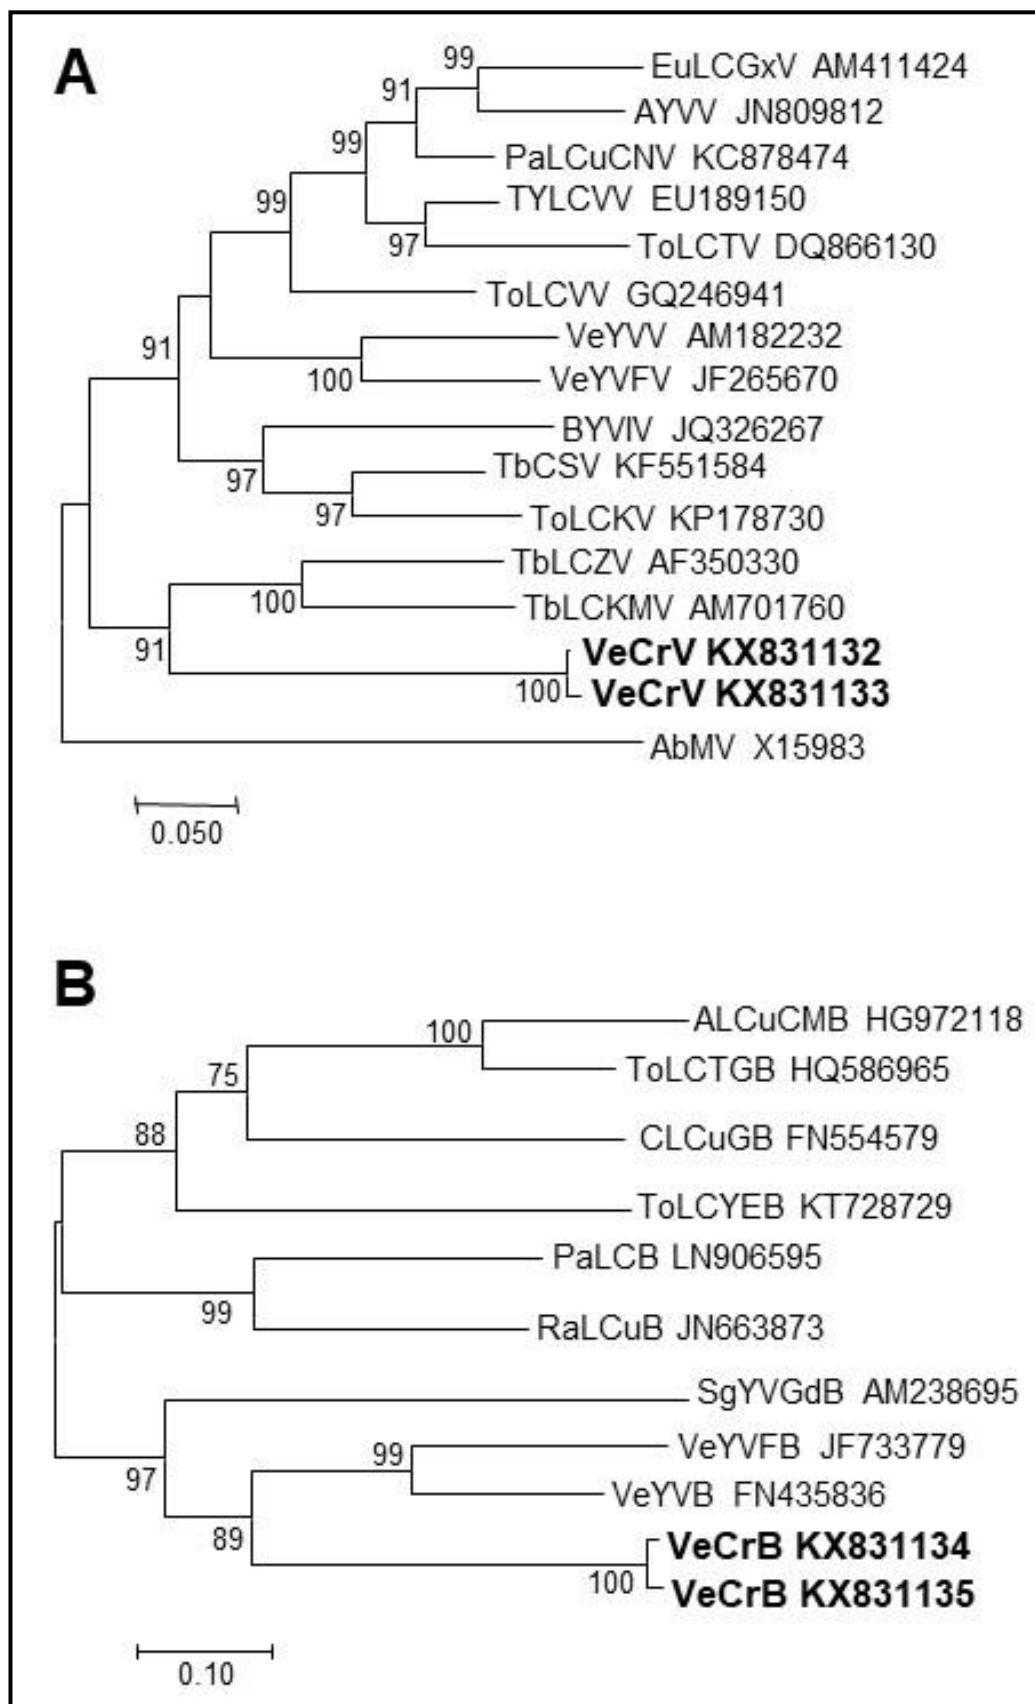 A
99
EuLCGxV AM411424
91
AYVV JN809812
99
PaLCuCNV KC878474
99
TYLCVV EU189150
97
ToLCTV DQ866130
ToLCVV GQ246941
91
VeYVV AM182232
100
VeYVFV JF265670
BYVIV JQ326267
97
TbCSV KF551584
97
ToLCKV KP178730
TbLCZV AF350330
100
TbLCKMV AM701760
91
VeCrV KX831132
100
VeCrV KX831133
AbMV X15983
0.050
B
ALCuCMB HG972118
100
ToLCTGB HQ586965
75
88
CLCuGB FN554579
ToLCYEB KT728729
PaLCB LN906595
99
RaLCuB JN663873
SgYVGdB AM238695
99
VeYVFB JF733779
97
VeYVB FN435836
89
VeCrB KX831134
100
VeCrB KX831135
0.10